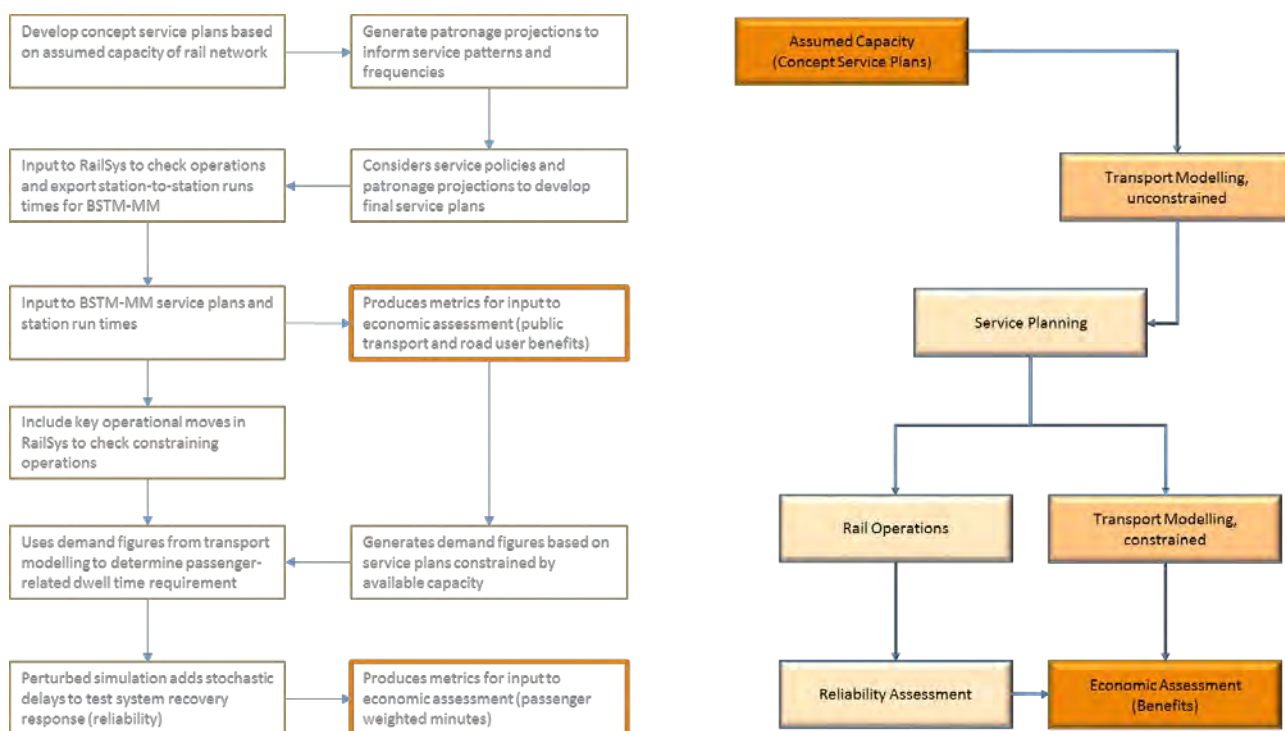 Develop concept service plans based
on assumed capacity of rail network
Generate patronage projections to
inform service patterns and
frequencies
Input to RailSys to check operations
and export station-to-station runs
times for BSTM-MM
Considers service policies and
patronage projections to develop
final service plans
Input to BSTM-MM service plans and
station run times
Produces metrics for input to
economic assessment (public
transport and road user benefits)
Include key operational moves in
RailSys to check constraining
operations
Uses demand figures from transport
modelling to determine passenger-
related dwell time requirement
Generates demand figures based on
service plans constrained by
available capacity
Perturbed simulation adds stochastic
delays to test system recovery
response (reliability)
Produces metrics for input to
economic assessment (passenger
weighted minutes)
Assumed Capacity
(Concept Service Plans)
Transport Modelling,
unconstrained
Service Planning
Rail Operations
Transport Modelling,
constrained
Reliability Assessment
Economic Assessment
(Benefits)